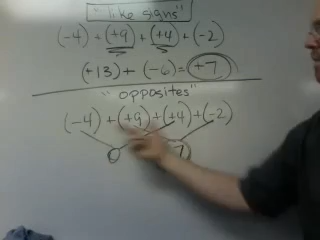 "like signs"
(-4) + (+9) + (+4) + (-2)
(+13) + (-6) = +7
"opposites"
(-4) + (+9) + (+4) + (-2)
0 7